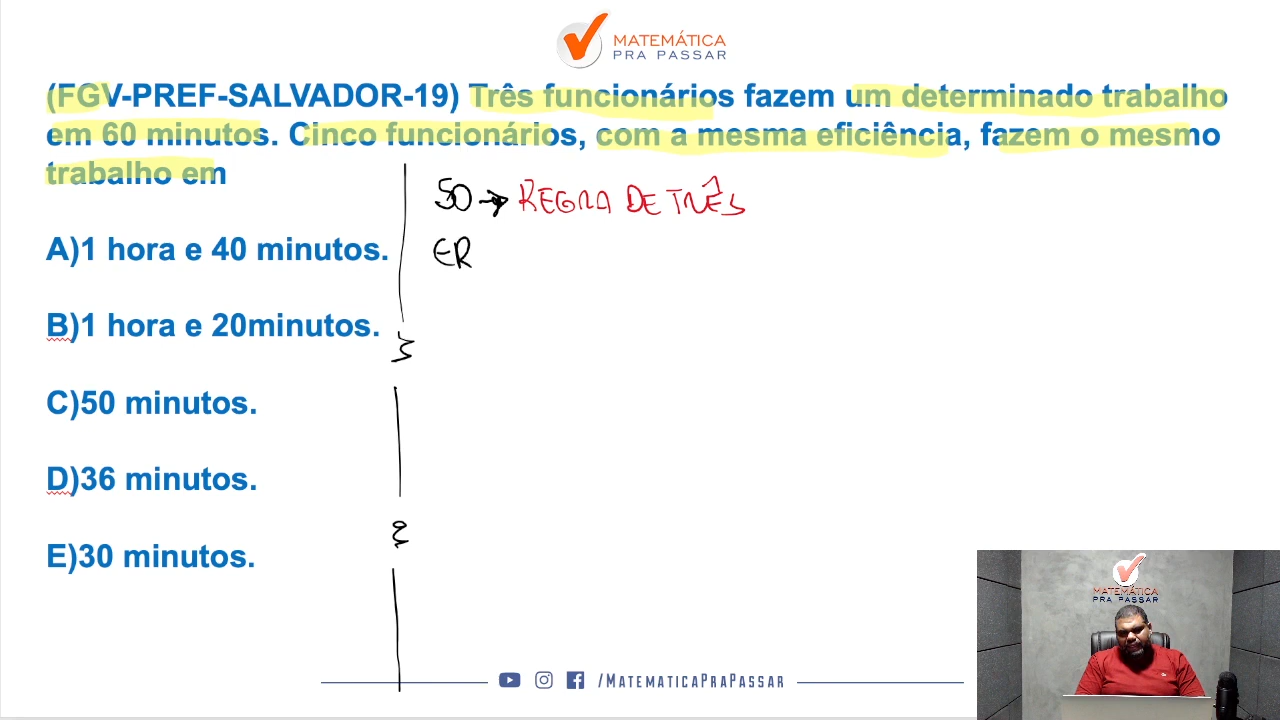 MATEMÁTICA
PRA PASSAR
(FGV-PREF-SALVADOR-19) Três funcionários fazem um determinado trabalho
em 60 minutos. Cinco funcionários, com a mesma eficiência, fazem o mesmo
trabalho em
50 → REGRA DE TRÊS
A)1 hora e 40 minutos.
ER
B)1 hora e 20minutos.
C)50 minutos.
D)36 minutos.
E)30 minutos.
MATEMÁTICA
PRA PASSAR
/MATEMATICAPRAPASSAR